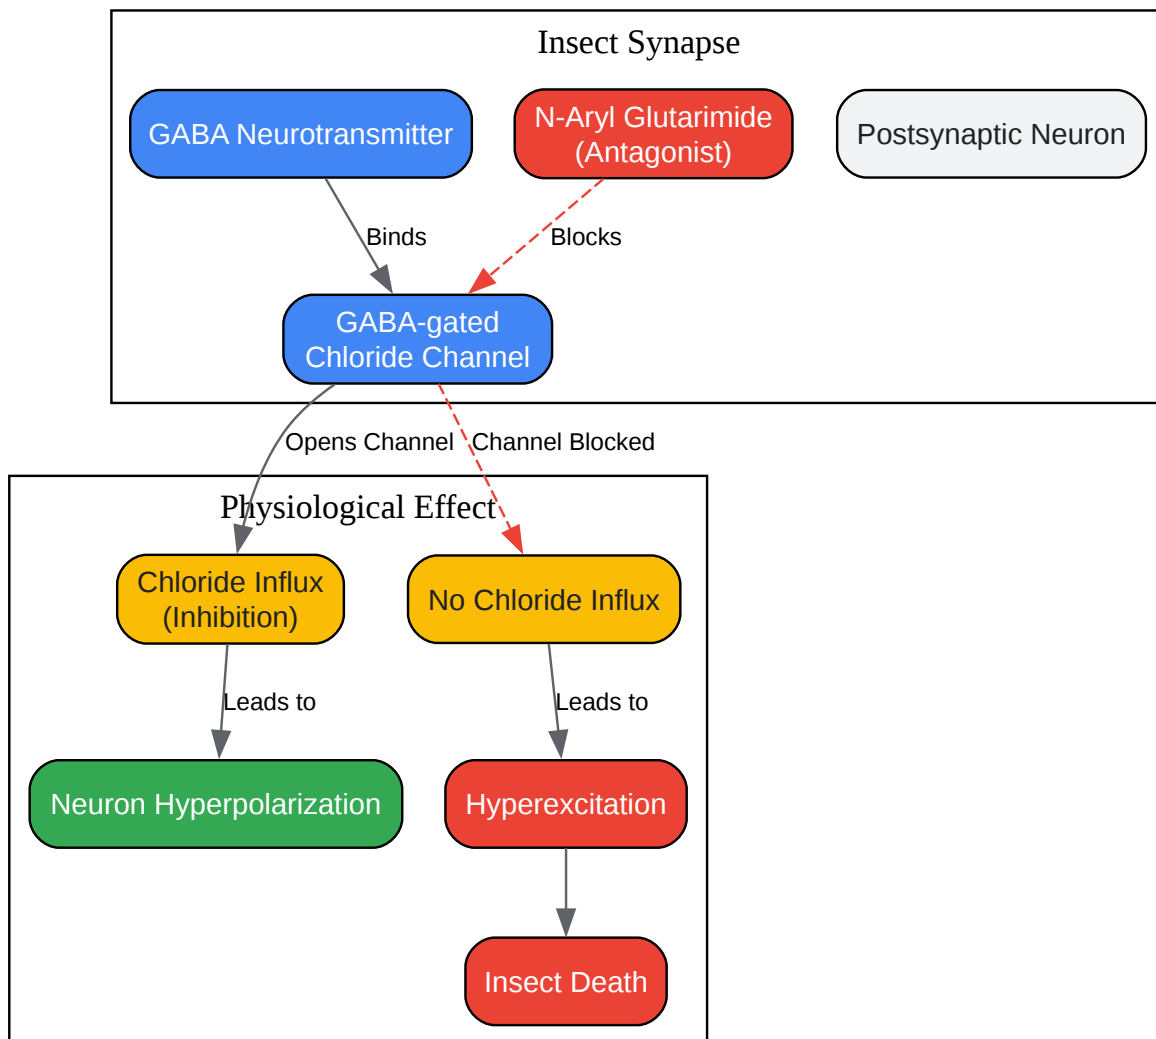 Insect Synapse
GABA Neurotransmitter
N-Aryl Glutarimide
(Antagonist)
Postsynaptic Neuron
Binds
Blocks
GABA-gated
Chloride Channel
Opens Channel
Channel Blocked
Physiological Effect
Chloride Influx
(Inhibition)
No Chloride Influx
Leads to
Leads to
Neuron Hyperpolarization
Hyperexcitation
Insect Death